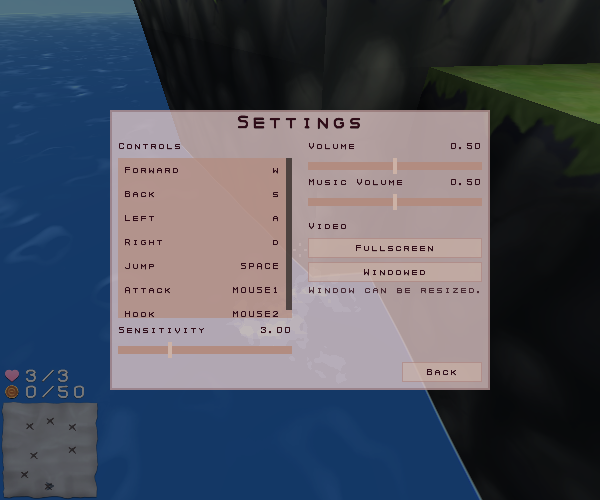 Settings
Controls
Forward W
Back S
Left A
Right D
Jump SPACE
Attack MOUSE1
Hook MOUSE2
Sensitivity 3.00
Volume 0.50
Music Volume 0.50
Video
Fullscreen
Windowed
Window can be resized.
Back
3/3
0/50